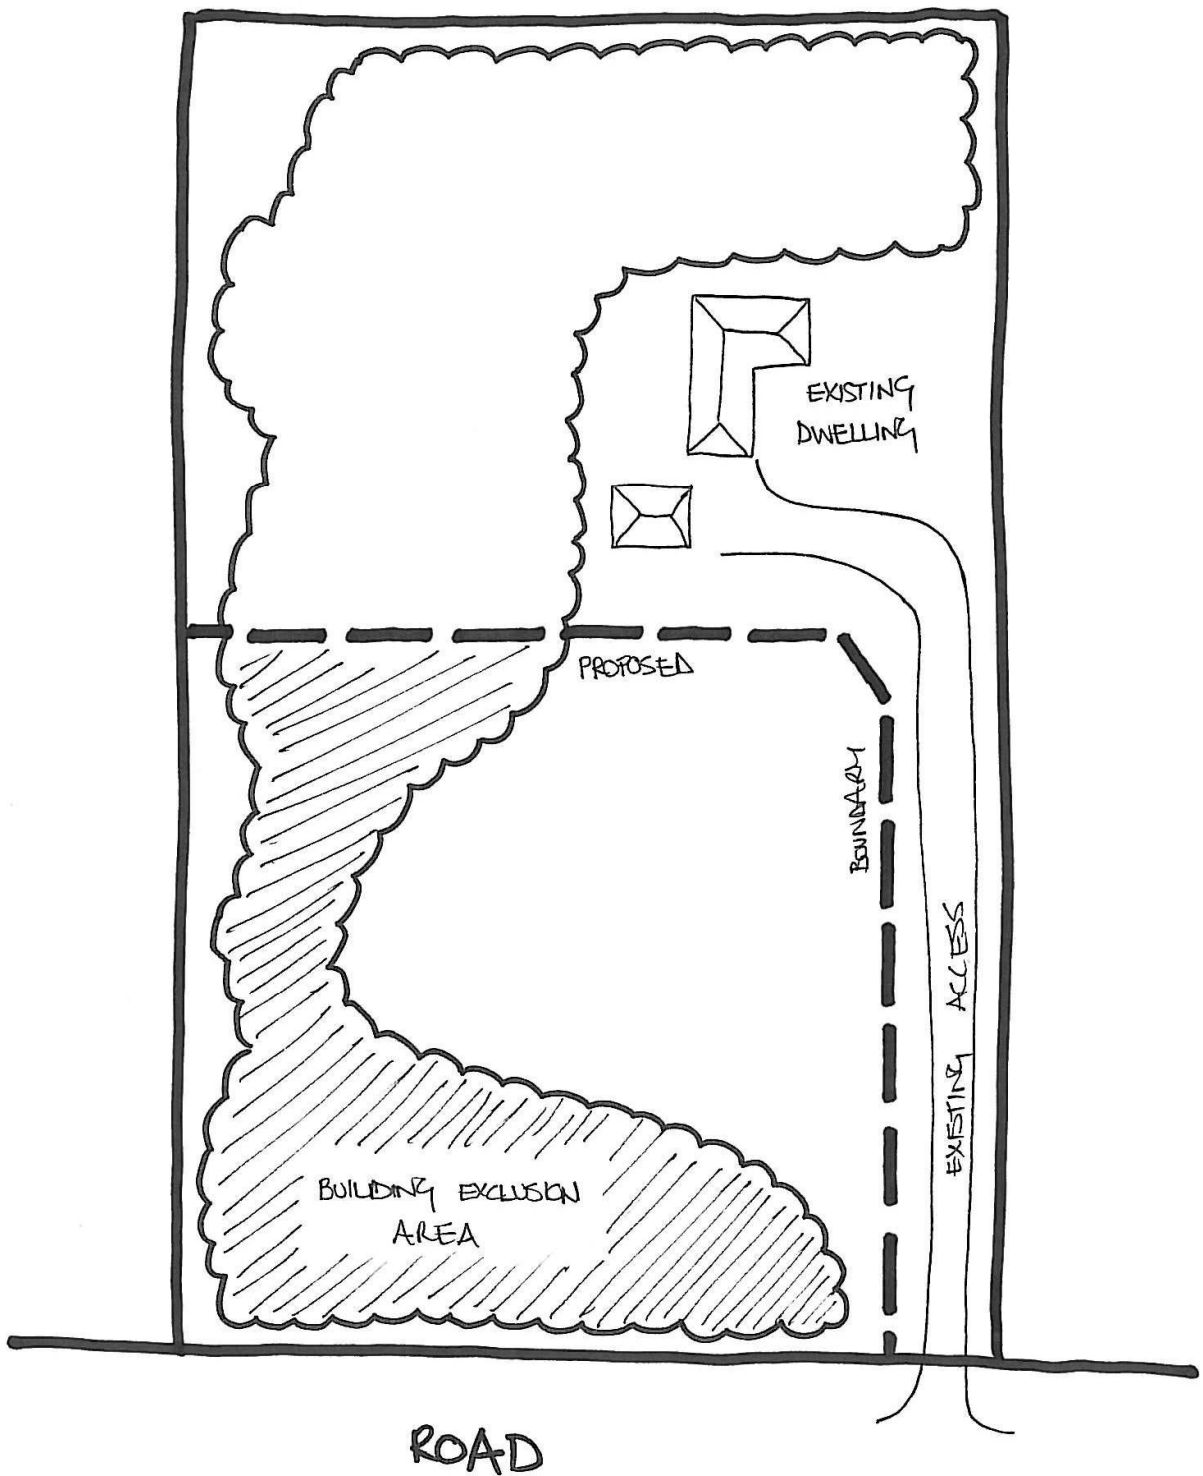 EXISTING
DWELLING
PROPOSED
BOUNDARY
EXISTING ACCESS
BUILDING EXCLUSION
AREA
ROAD